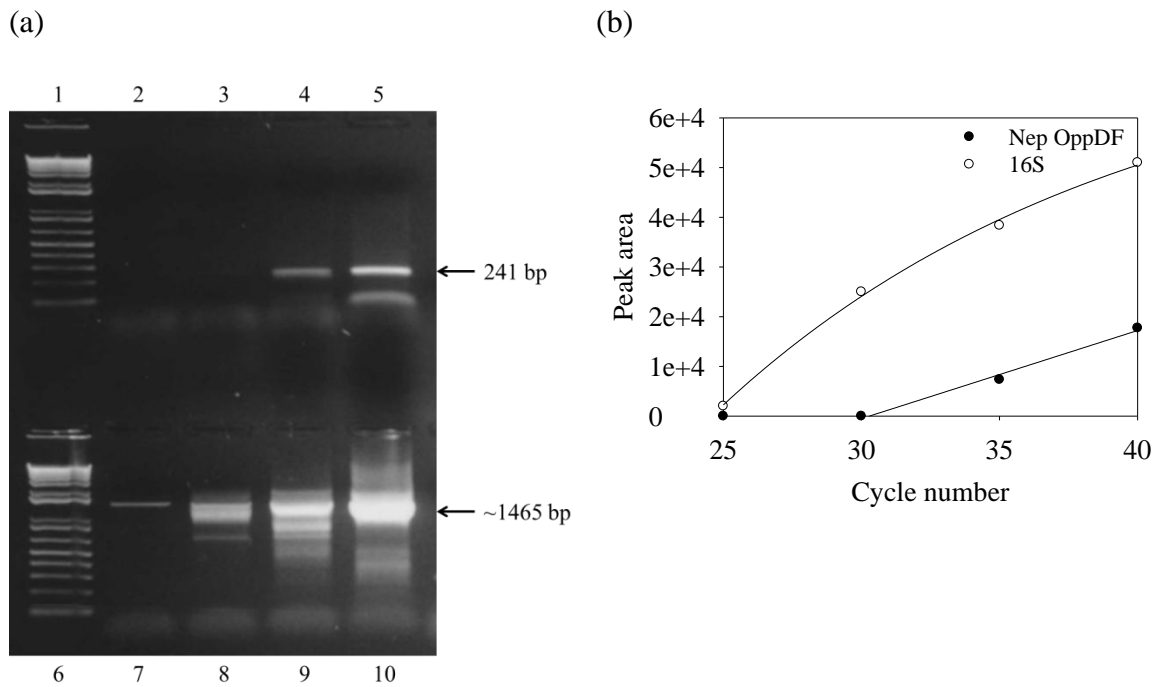 (a)
1 2 3 4 5
241 bp
~1465 bp
6 7 8 9 10
(b)
6e+4
5e+4
4e+4
3e+4
2e+4
1e+4
0
Peak area
Nep OppDF
16S
25 30 35 40
Cycle number